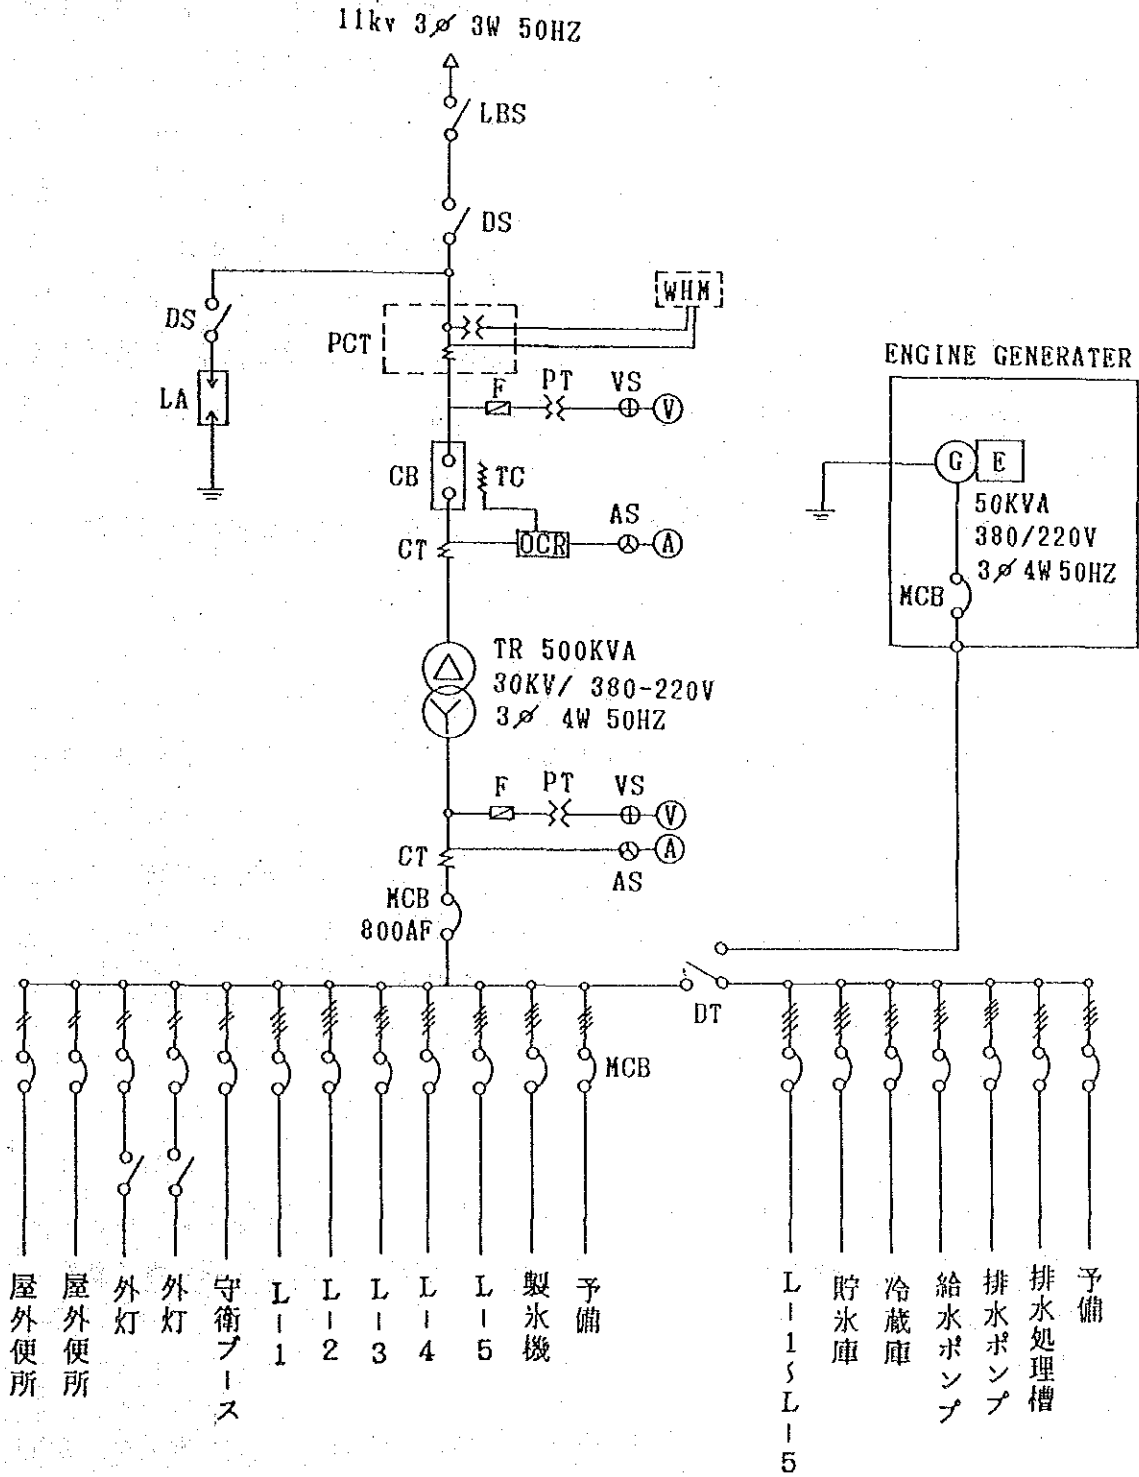 11kv 3ø 3W 50HZ
LBS
DS
WHM
DS
PCT
ENGINE GENERATER
LA
F
PT
VS
V
G
E
CB
TC
50KVA
AS
380/220V
CT
OCR
A
3ø 4W 50HZ
MCB
TR 500KVA
30KV/ 380-220V
3ø 4W 50HZ
F
PT
VS
V
CT
A
AS
MCB
800AF
DT
MCB
屋外便所
屋外便所
外灯
外灯
守衛ブース
L-1
L-2
L-3
L-4
L-5
製氷機
予備
L-1~L-5
貯氷庫
冷蔵庫
給水ポンプ
排水ポンプ
排水処理槽
予備